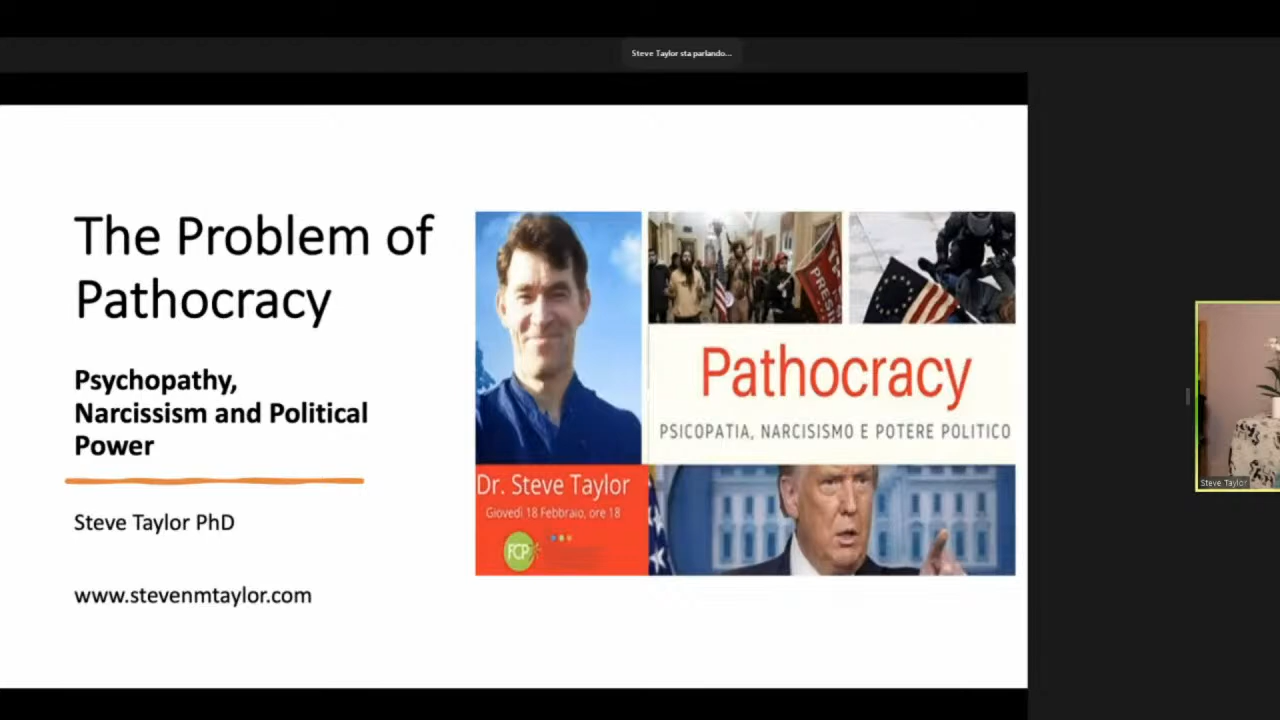 Steve Taylor sta parlando...
The Problem of
Pathocracy
Psychopathy,
Narcissism and Political
Power
Steve Taylor PhD
www.stevenmtaylor.com
Pathocracy
PSICOPATIA, NARCISISMO E POTERE POLITICO
Dr. Steve Taylor
Giovedì 18 Febbraio, ore 18
FCP
Steve Taylor